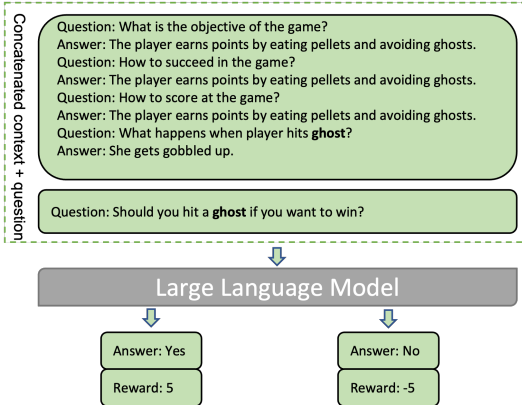 Concatenated context + question
Question: What is the objective of the game?
Answer: The player earns points by eating pellets and avoiding ghosts.
Question: How to succeed in the game?
Answer: The player earns points by eating pellets and avoiding ghosts.
Question: How to score at the game?
Answer: The player earns points by eating pellets and avoiding ghosts.
Question: What happens when player hits ghost?
Answer: She gets gobbled up.
Question: Should you hit a ghost if you want to win?
Large Language Model
Answer: Yes
Reward: 5
Answer: No
Reward: -5